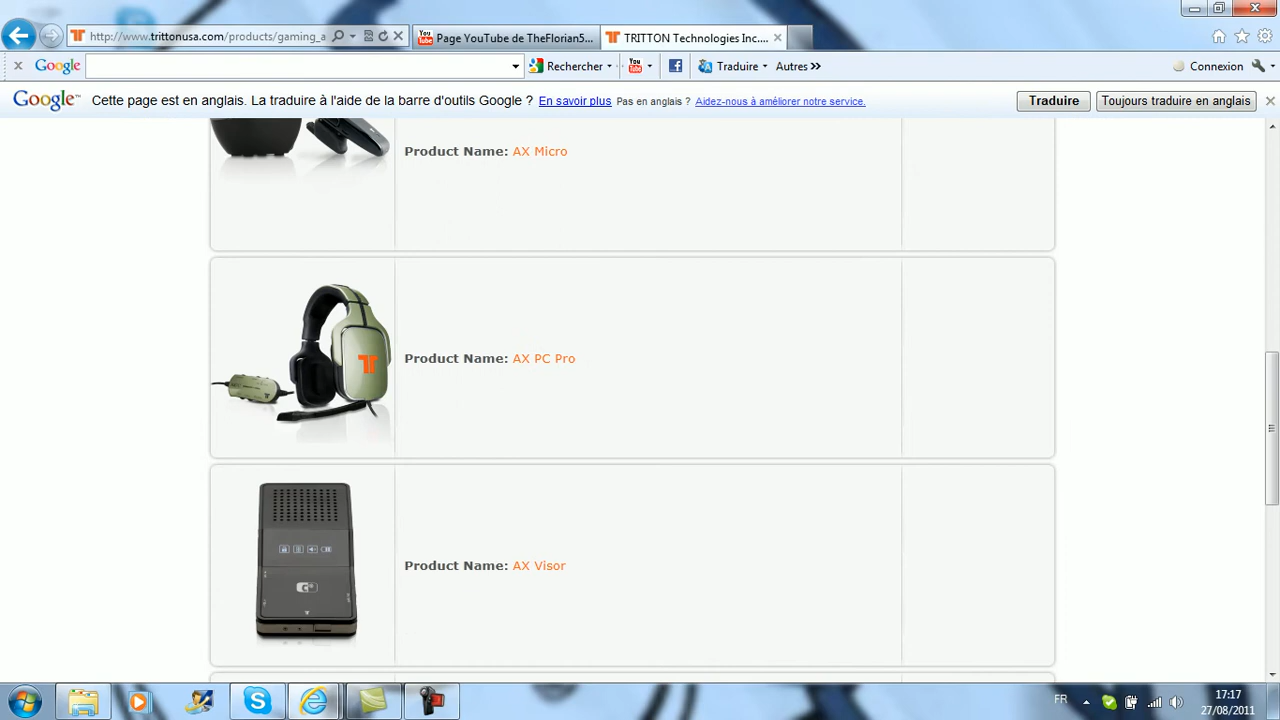 http://www.trittonusa.com/products/gaming_a
Page YouTube de TheFlorian5...
TRITTON Technologies Inc....
Google
Rechercher
Traduire
Autres
Connexion
Google
Cette page est en anglais. La traduire à l'aide de la barre d'outils Google ? En savoir plus Pas en anglais ? Aidez-nous à améliorer notre service.
Traduire
Toujours traduire en anglais
Product Name: AX Micro
Product Name: AX PC Pro
Product Name: AX Visor
FR
17:17
27/08/2011